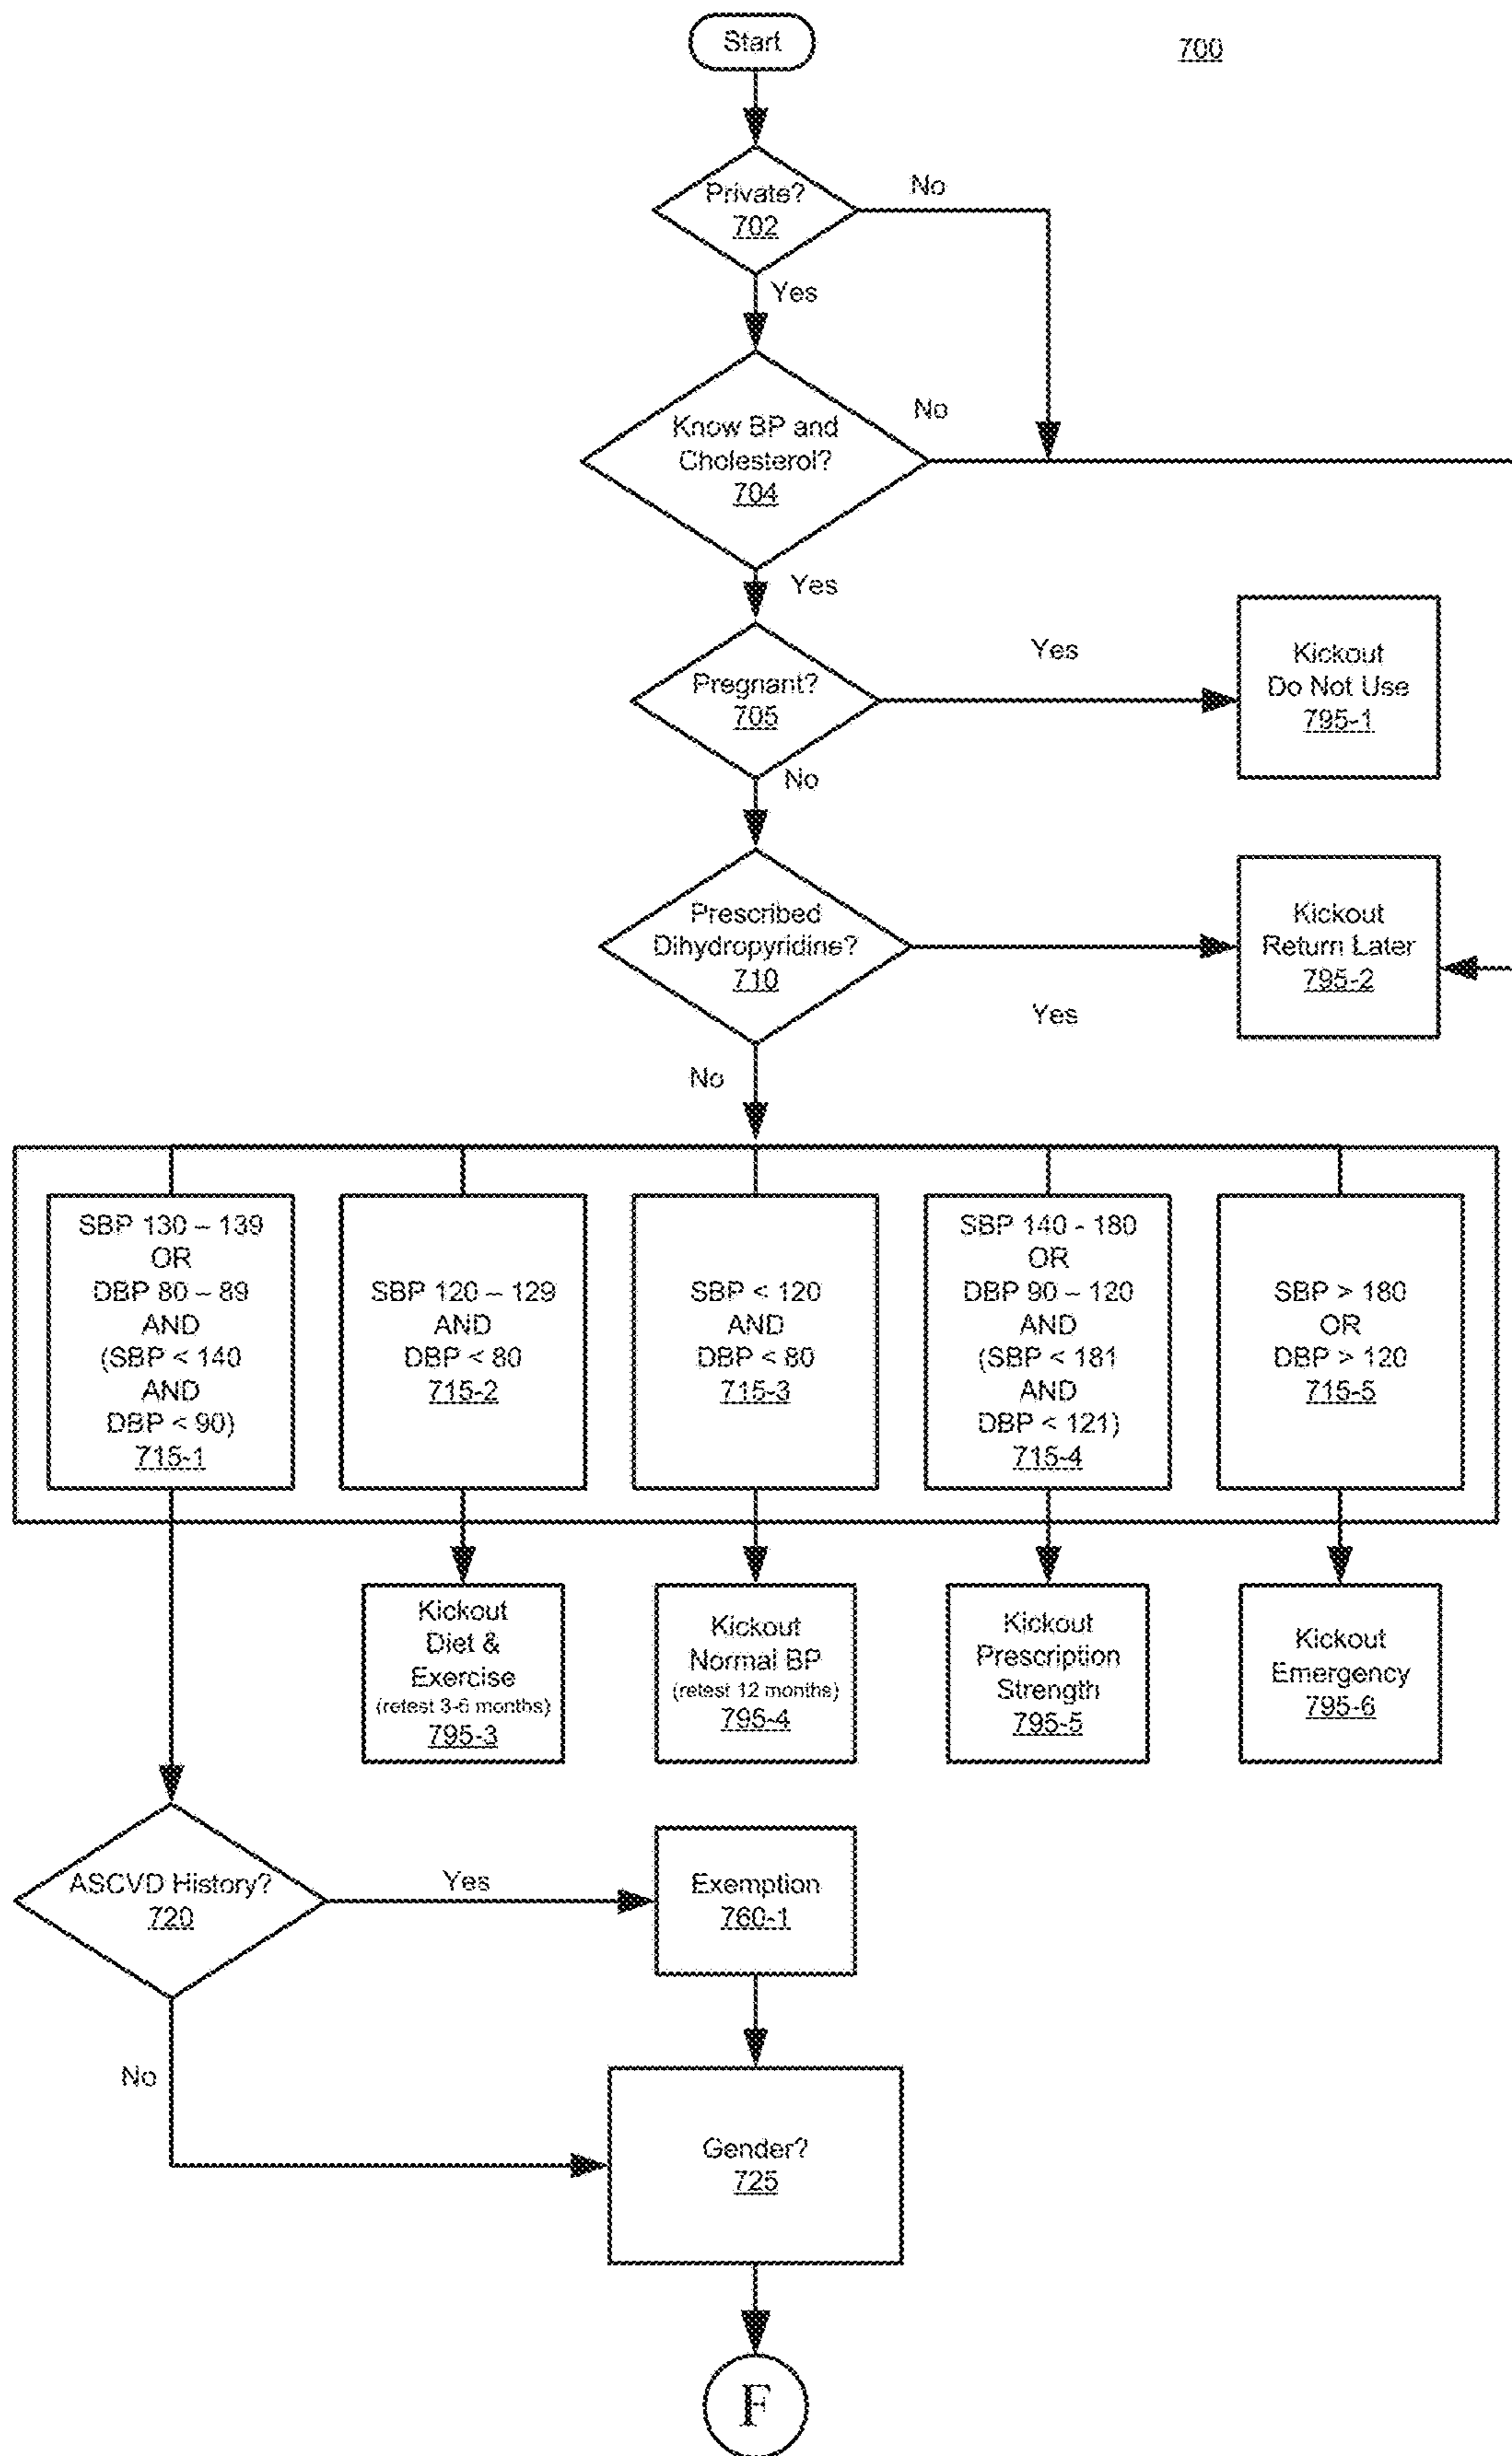 Start
700
Private?
702
No
Yes
Know BP and
Cholesterol?
704
No
Yes
Pregnant?
705
Yes
Kickout
Do Not Use
795-1
No
Prescribed
Dihydropyridine?
710
Yes
Kickout
Return Later
795-2
No
SBP 130 – 139
OR
DBP 80 – 89
AND
(SBP < 140
AND
DBP < 90)
715-1
SBP 120 – 129
AND
DBP < 80
715-2
SBP < 120
AND
DBP < 80
715-3
SBP 140 - 180
OR
DBP 90 – 120
AND
(SBP < 181
AND
DBP < 121)
715-4
SBP > 180
OR
DBP > 120
715-5
Kickout
Diet &
Exercise
(retest 3-6 months)
795-3
Kickout
Normal BP
(retest 12 months)
795-4
Kickout
Prescription
Strength
795-5
Kickout
Emergency
795-6
ASCVD History?
720
Yes
Exemption
760-1
No
Gender?
725
F